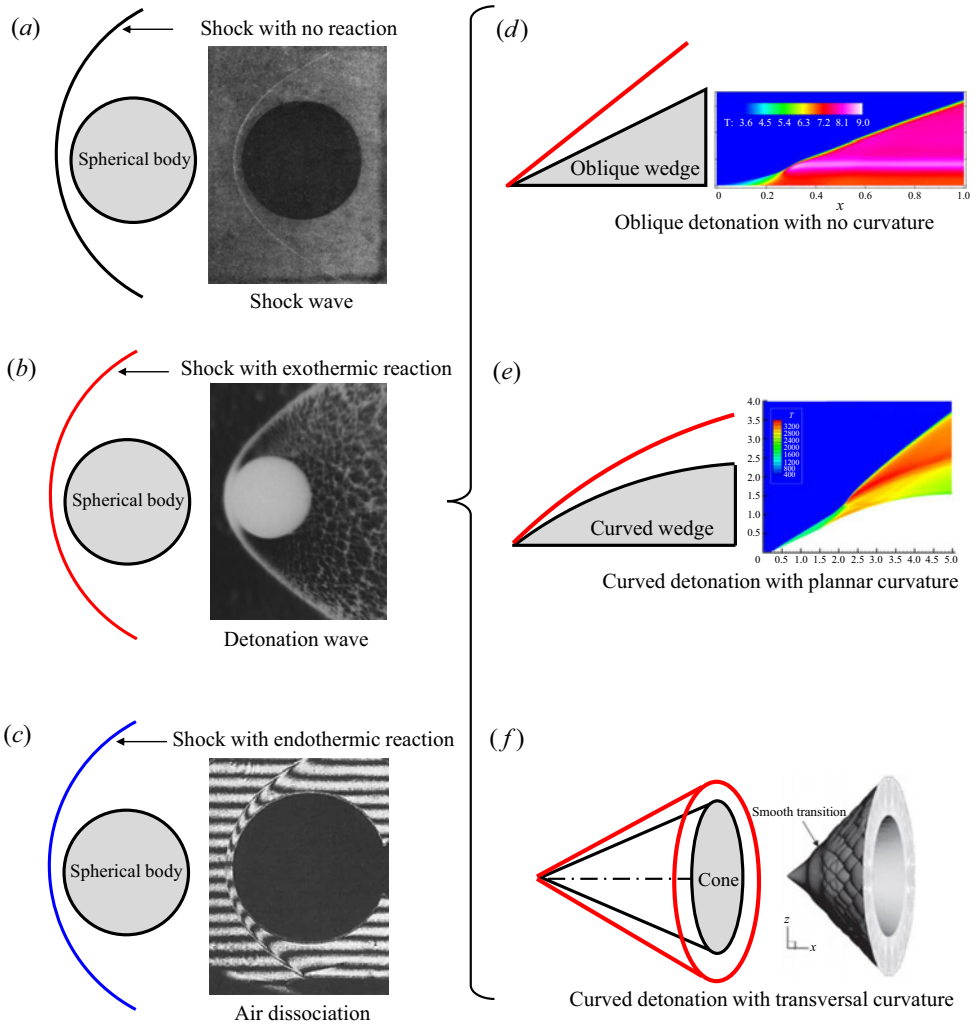 (a)
Shock with no reaction
Spherical body
Shock wave
(b)
Shock with exothermic reaction
Spherical body
Detonation wave
(c)
Shock with endothermic reaction
Spherical body
Air dissociation
(d)
Oblique wedge
T: 3.6 4.5 5.4 6.3 7.2 8.1 9.0
0 0.2 0.4 0.6 0.8 1.0
x
Oblique detonation with no curvature
(e)
Curved wedge
4.0
3.5
3.0
2.5
2.0
1.5
1.0
0.5
T
3200
2800
2400
2000
1600
1200
800
400
0 0.5 1.0 1.5 2.0 2.5 3.0 3.5 4.0 4.5 5.0
Curved detonation with plannar curvature
(f)
Smooth transition
Cone
z
x
Curved detonation with transversal curvature